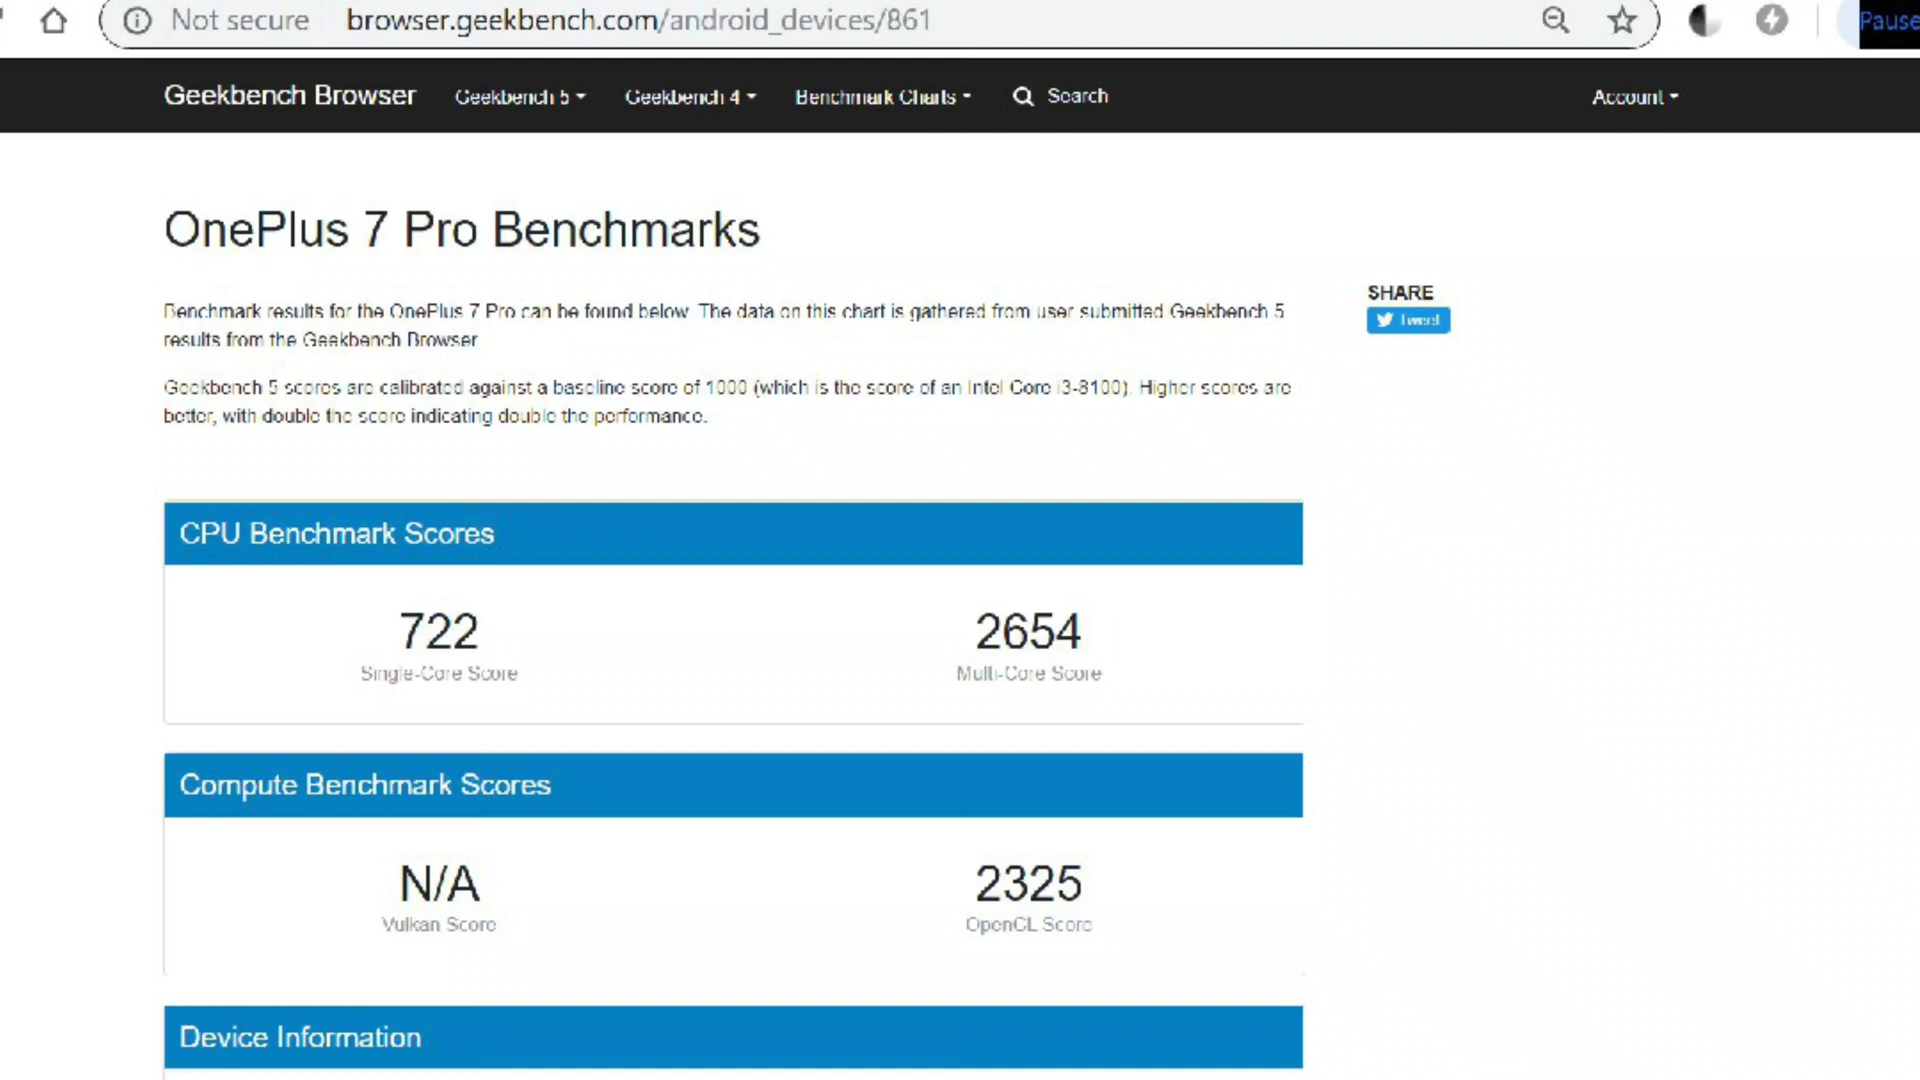 Not secure browser.geekbench.com/android_devices/861
Pause
Geekbench Browser Geekbench 5 Geekbench 4 Benchmark Charts Search Account
OnePlus 7 Pro Benchmarks
Benchmark results for the OnePlus 7 Pro can be found below. The data on this chart is gathered from user submitted Geekbench 5
results from the Geekbench Browser
SHARE
Tweet
Geekbench 5 scores are calibrated against a baseline score of 1000 (which is the score of an Intel Core i3-8100). Higher scores are
better, with double the score indicating double the performance.
CPU Benchmark Scores
722 2654
Single-Core Score Multi-Core Score
Compute Benchmark Scores
N/A 2325
Vulkan Score OpenCL Score
Device Information